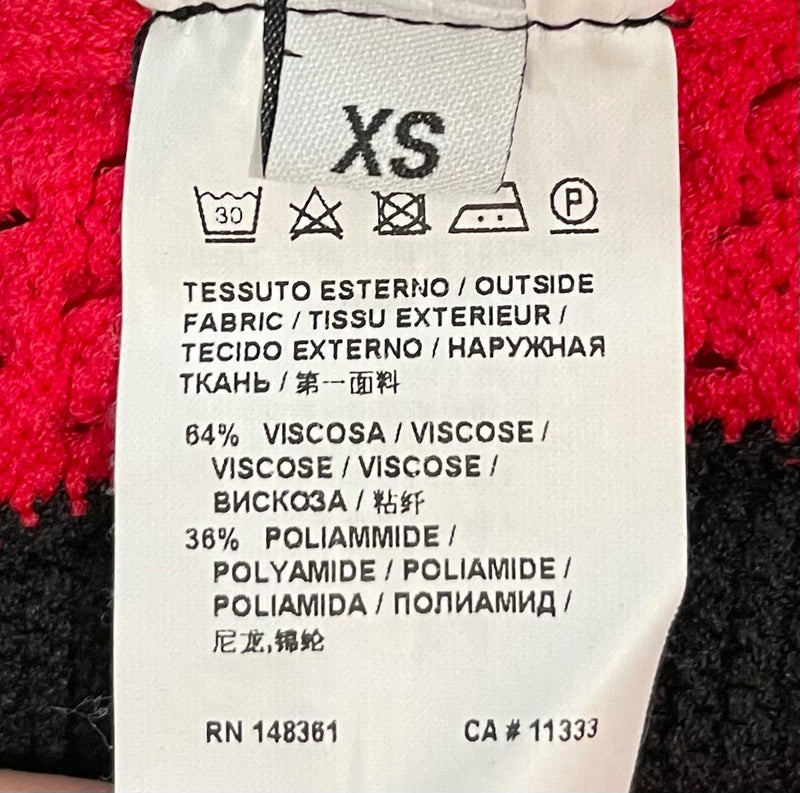 XS
30
P
TESSUTO ESTERNO / OUTSIDE
FABRIC / TISSU EXTERIEUR /
TECIDO EXTERNO / НАРУЖНАЯ
ТКАНЬ / 第一面料
64% VISCOSA / VISCOSE /
VISCOSE / VISCOSE /
ВИСКОЗА / 粘纤
36% POLIAMMIDE /
POLYAMIDE / POLIAMIDE /
POLIAMIDA / ПОЛИАМИД /
尼龙,锦纶
RN 148361 CA # 11333